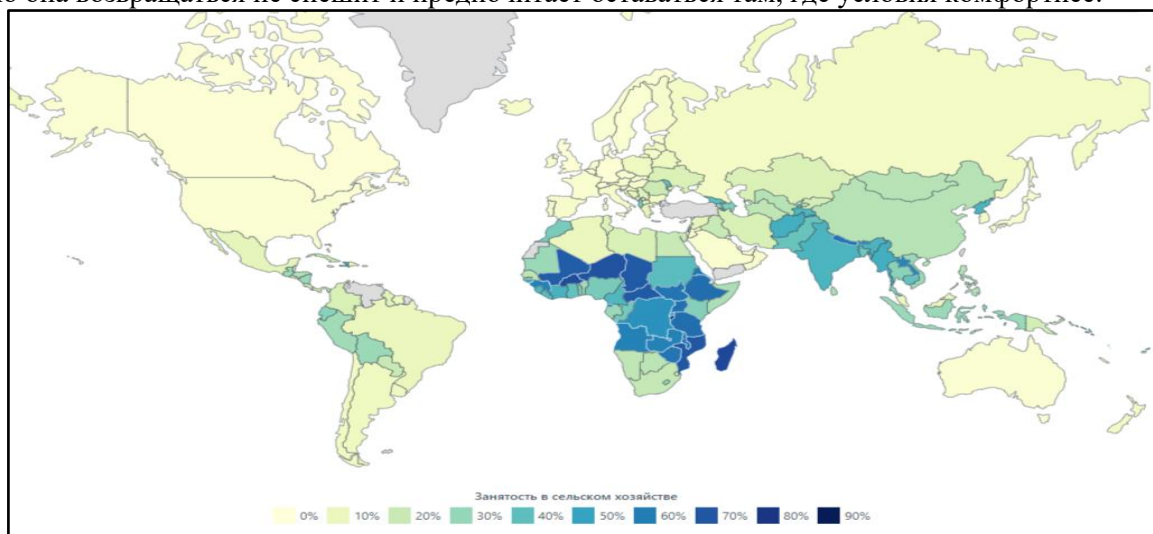 она возвращаться не спешит и предпочитает оставаться там, где условия комфортнее.
Занятость в сельском хозяйстве
0% 10% 20% 30% 40% 50% 60% 70% 80% 90%